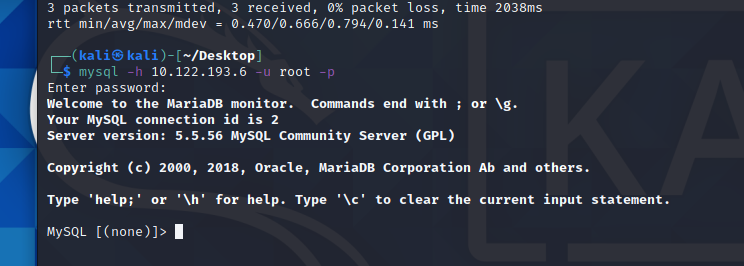 3 packets transmitted, 3 received, 0% packet loss, time 2038ms
rtt min/avg/max/mdev = 0.470/0.666/0.794/0.141 ms
┌──(kali㉿kali)-[~/Desktop]
└─$ mysql -h 10.122.193.6 -u root -p
Enter password:
Welcome to the MariaDB monitor.  Commands end with ; or \g.
Your MySQL connection id is 2
Server version: 5.5.56 MySQL Community Server (GPL)
Copyright (c) 2000, 2018, Oracle, MariaDB Corporation Ab and others.
Type 'help;' or '\h' for help. Type '\c' to clear the current input statement.
MySQL [(none)]>
KA